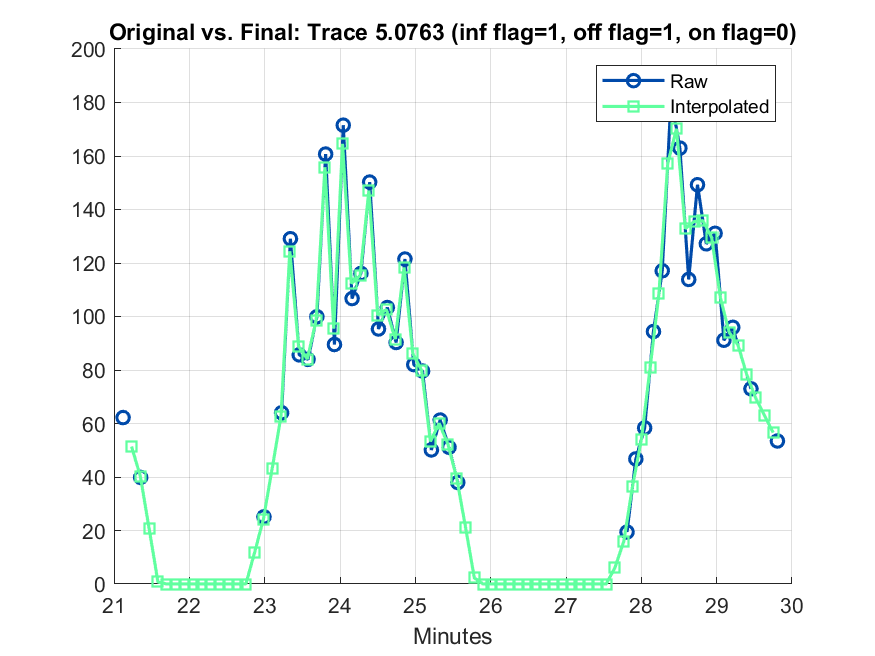 Original vs. Final: Trace 5.0763 (inf flag=1, off flag=1, on flag=0)
200
180
160
140
120
100
80
60
40
20
0
Raw
Interpolated
21 22 23 24 25 26 27 28 29 30
Minutes